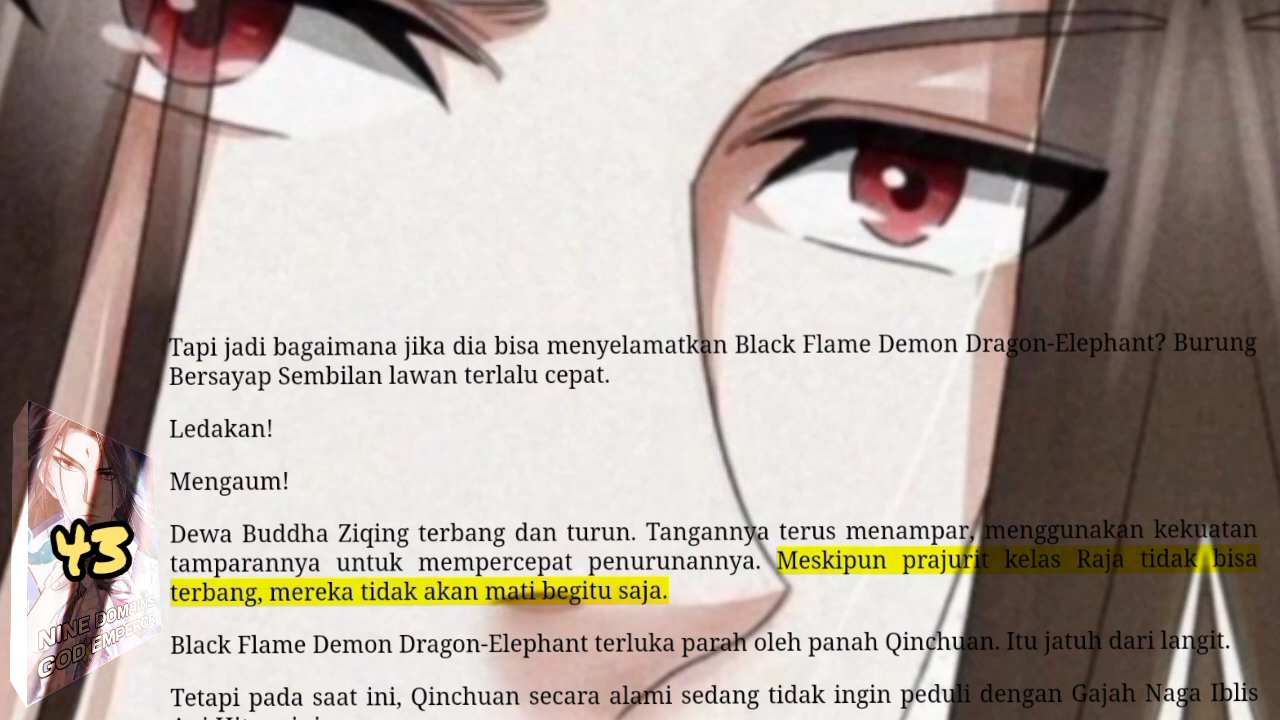 Tapi jadi bagaimana jika dia bisa menyelamatkan Black Flame Demon Dragon-Elephant? Burung
Bersayap Sembilan lawan terlalu cepat.
Ledakan!
Mengaum!
Dewa Buddha Ziqing terbang dan turun. Tangannya terus menampar, menggunakan kekuatan
tamparannya untuk mempercepat penurunannya. Meskipun prajurit kelas Raja tidak bisa
terbang, mereka tidak akan mati begitu saja.
Black Flame Demon Dragon-Elephant terluka parah oleh panah Qinchuan. Itu jatuh dari langit.
Tetapi pada saat ini, Qinchuan secara alami sedang tidak ingin peduli dengan Gajah Naga Iblis
43
NINE DOMAINS
GOD EMPEROR